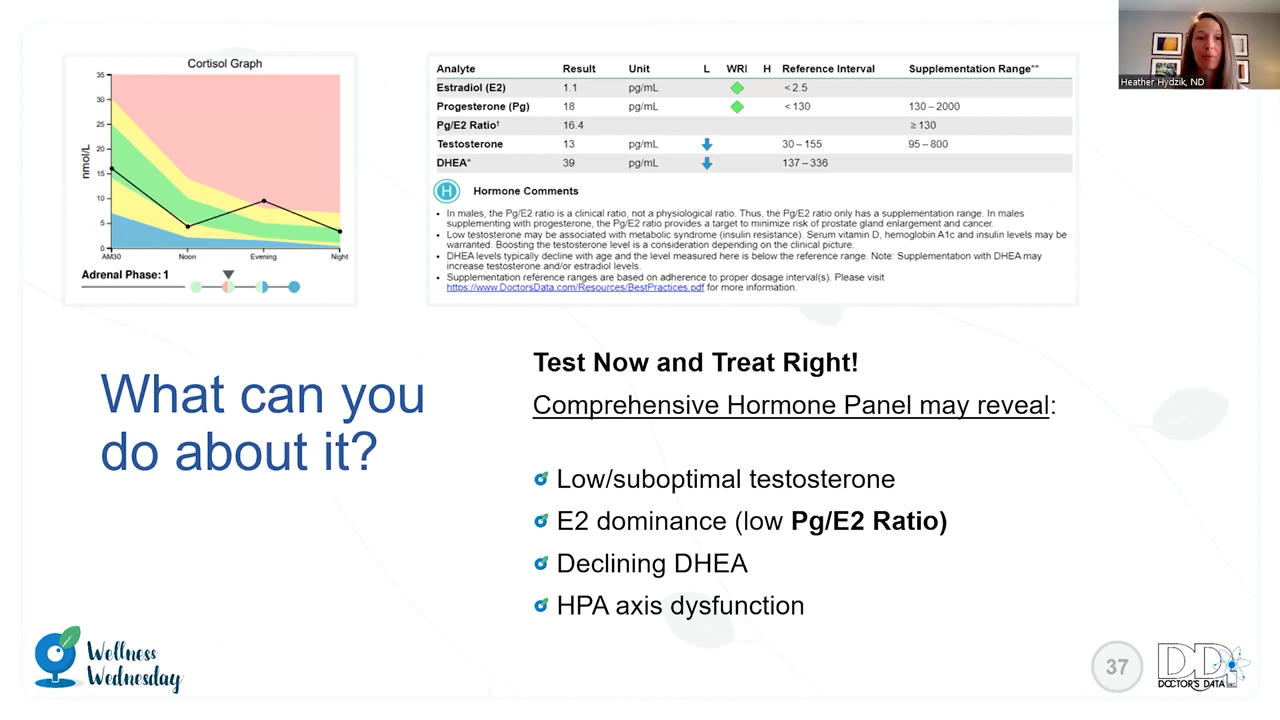 Heather Hydzik, ND
Cortisol Graph
nmol/L
35
30
25
20
15
10
5
0
AM30 Noon Evening Night
Adrenal Phase: 1
Analyte Result Unit L WRI H Reference Interval Supplementation Range**
Estradiol (E2) 1.1 pg/mL < 2.5
Progesterone (Pg) 18 pg/mL < 130 130 – 2000
Pg/E2 Ratio† 16.4 ≥ 130
Testosterone 13 pg/mL 30 – 155 95 – 800
DHEA* 39 pg/mL 137 – 336
H Hormone Comments
• In males, the Pg/E2 ratio is a clinical ratio, not a physiological ratio. Thus, the Pg/E2 ratio only has a supplementation range. In males
supplementing with progesterone, the Pg/E2 ratio provides a target to minimize risk of prostate gland enlargement and cancer.
• Low testosterone may be associated with metabolic syndrome (insulin resistance). Serum vitamin D, hemoglobin A1c and insulin levels may be
warranted. Boosting the testosterone level is a consideration depending on the clinical picture.
• DHEA levels typically decline with age and the level measured here is below the reference range. Note: Supplementation with DHEA may
increase testosterone and/or estradiol levels.
• Supplementation reference ranges are based on adherence to proper dosage interval(s). Please visit
https://www.DoctorsData.com/Resources/BestPractices.pdf for more information.
What can you
do about it?
Test Now and Treat Right!
Comprehensive Hormone Panel may reveal:
Low/suboptimal testosterone
E2 dominance (low Pg/E2 Ratio)
Declining DHEA
HPA axis dysfunction
Wellness
Wednesday
37
DDI
DOCTOR'S DATA INC.